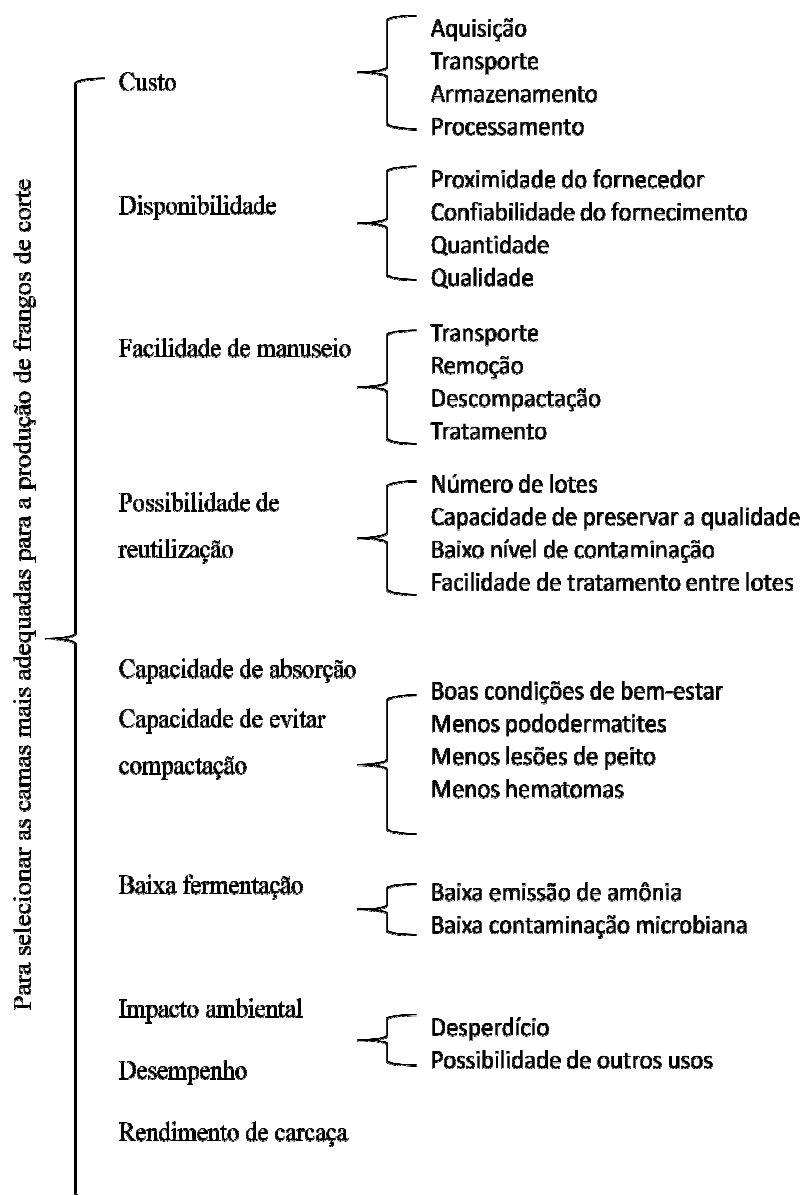 Para selecionar as camas mais adequadas para a produção de frangos de corte
Custo
Aquisição
Transporte
Armazenamento
Processamento
Disponibilidade
Proximidade do fornecedor
Confiabilidade do fornecimento
Quantidade
Qualidade
Facilidade de manuseio
Transporte
Remoção
Descompactação
Tratamento
Possibilidade de
reutilização
Número de lotes
Capacidade de preservar a qualidade
Baixo nível de contaminação
Facilidade de tratamento entre lotes
Capacidade de absorção
Capacidade de evitar
compactação
Boas condições de bem-estar
Menos pododermatites
Menos lesões de peito
Menos hematomas
Baixa fermentação
Baixa emissão de amônia
Baixa contaminação microbiana
Impacto ambiental
Desperdício
Possibilidade de outros usos
Desempenho
Rendimento de carcaça